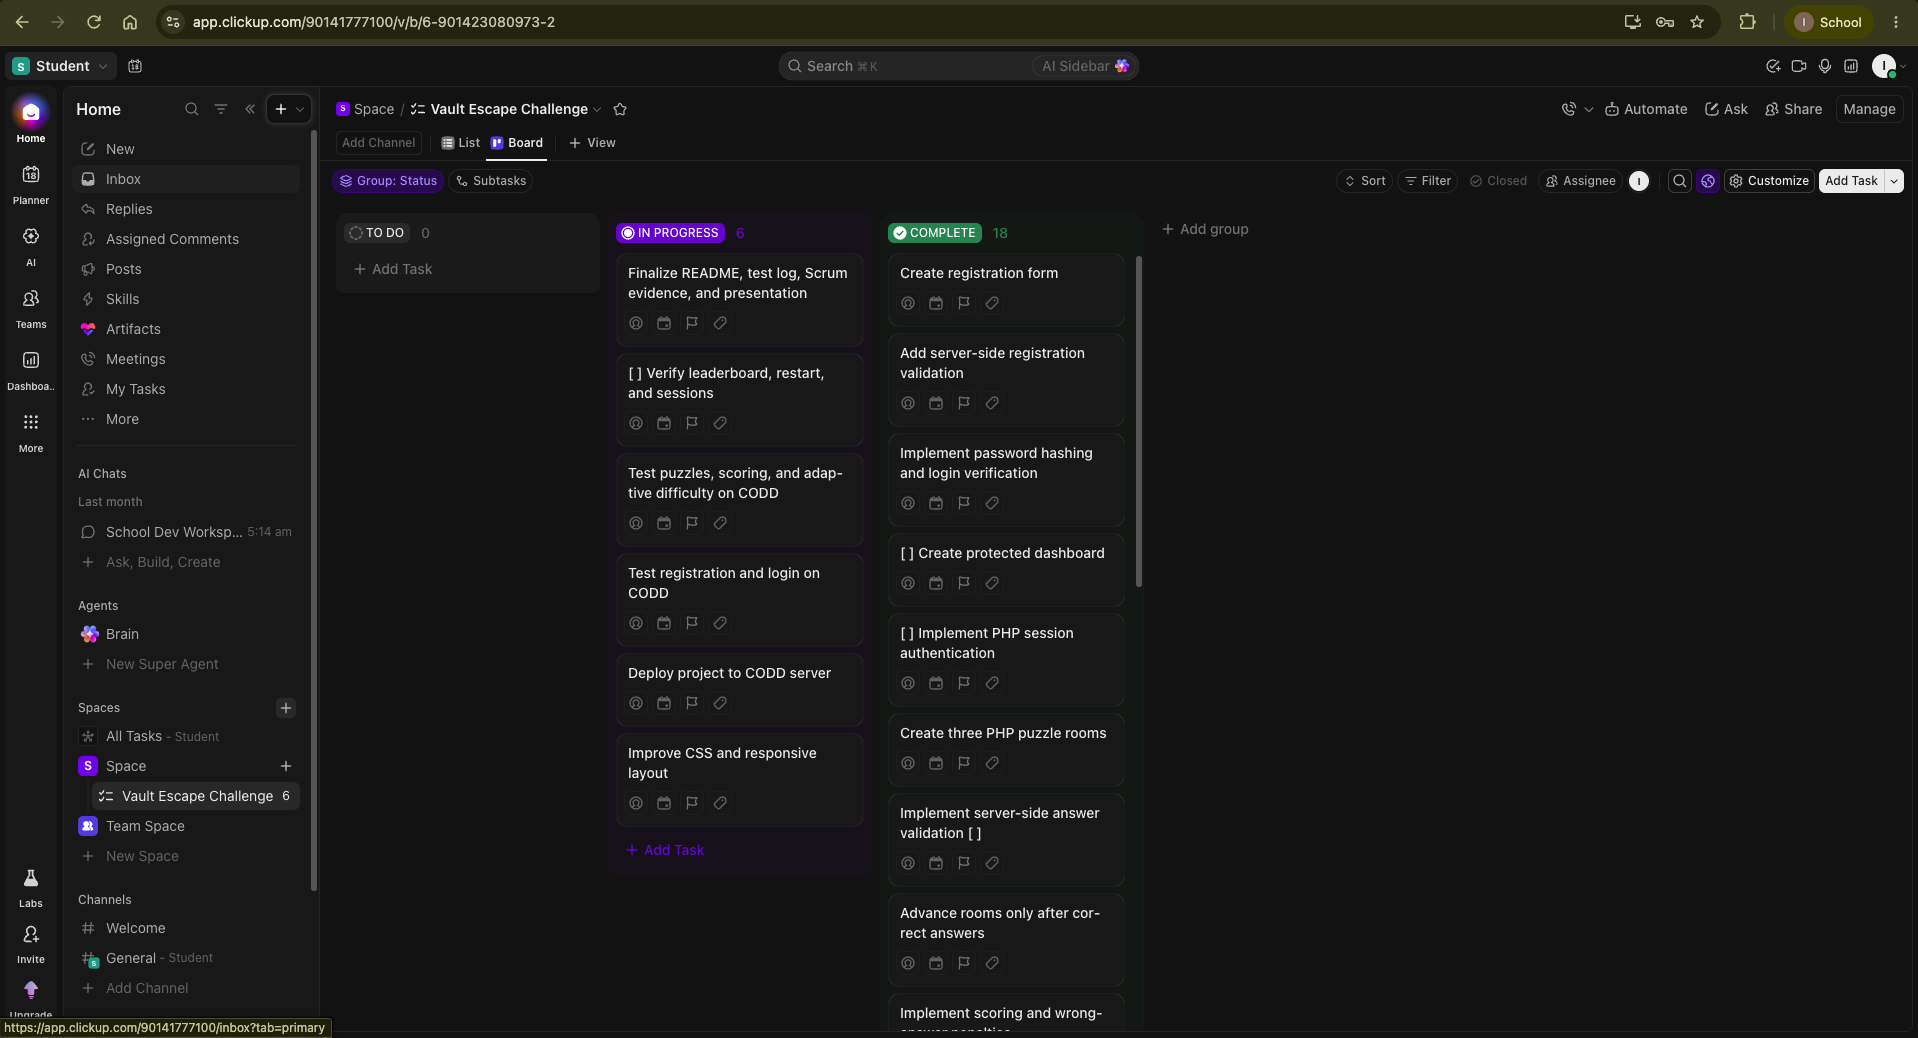 app.clickup.com/90141777100/v/b/6-901423080973-2
School
Student
Search ⌘K
AI Sidebar
Home
Planner
AI
Teams
Dashboa..
More
Labs
Invite
Upgrade
Home
New
Inbox
Replies
Assigned Comments
Posts
Skills
Artifacts
Meetings
My Tasks
More
AI Chats
Last month
School Dev Worksp... 5:14 am
Ask, Build, Create
Agents
Brain
New Super Agent
Spaces
All Tasks - Student
Space
Vault Escape Challenge 6
Team Space
New Space
Channels
Welcome
General - Student
Add Channel
https://app.clickup.com/90141777100/inbox?tab=primary
Space / Vault Escape Challenge
Automate
Ask
Share
Manage
Add Channel
List
Board
View
Group: Status
Subtasks
Sort
Filter
Closed
Assignee
I
Customize
Add Task
TO DO 0
Add Task
IN PROGRESS 6
Finalize README, test log, Scrum
evidence, and presentation
[ ] Verify leaderboard, restart,
and sessions
Test puzzles, scoring, and adap-
tive difficulty on CODD
Test registration and login on
CODD
Deploy project to CODD server
Improve CSS and responsive
layout
Add Task
COMPLETE 18
Create registration form
Add server-side registration
validation
Implement password hashing
and login verification
[ ] Create protected dashboard
[ ] Implement PHP session
authentication
Create three PHP puzzle rooms
Implement server-side answer
validation [ ]
Advance rooms only after cor-
rect answers
Implement scoring and wrong-
answer penalties
Add group